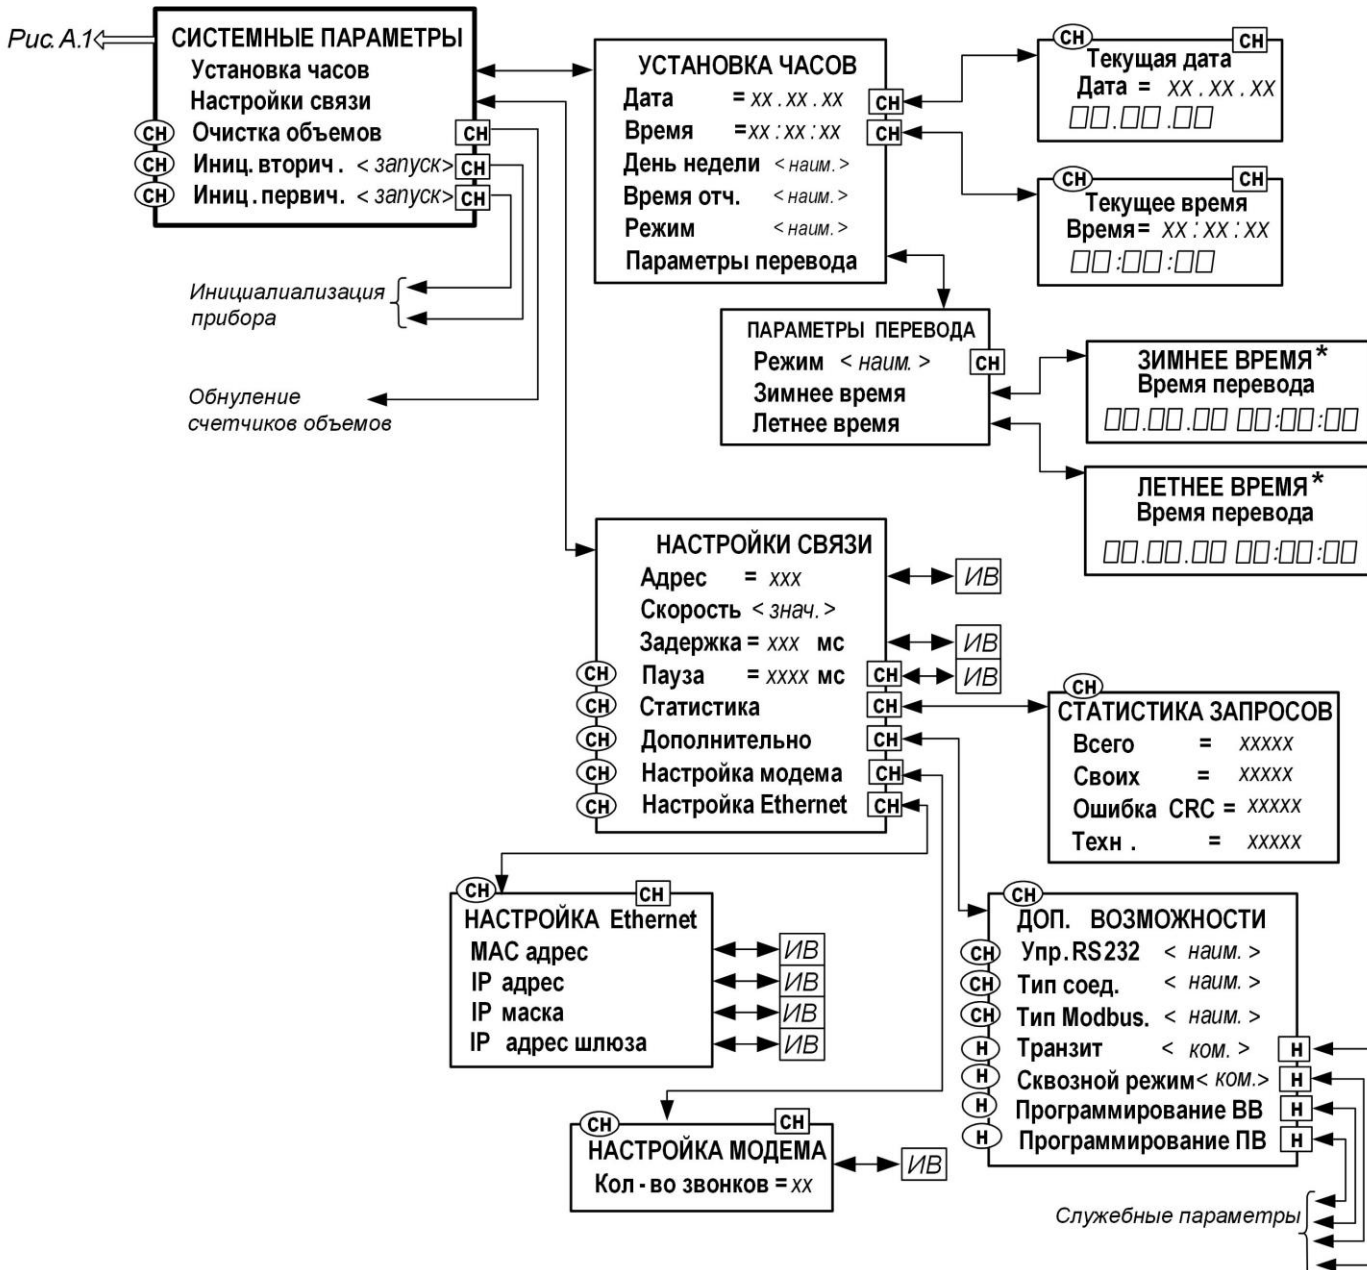 Рис. А.1
СИСТЕМНЫЕ ПАРАМЕТРЫ
Установка часов
Настройки связи
СН Очистка объемов СН
СН Иниц. вторич. < запуск> СН
СН Иниц. первич. < запуск> СН
Инициалиализация
прибора
Обнуление
счетчиков объемов
УСТАНОВКА ЧАСОВ
Дата = xx . xx . xx СН
Время =xx : xx : xx СН
День недели < наим. >
Время отч. < наим. >
Режим < наим. >
Параметры перевода
СН СН
Текущая дата
Дата = xx . xx . xx
□□.□□.□□
СН СН
Текущее время
Время= xx : xx : xx
□□:□□:□□
ПАРАМЕТРЫ ПЕРЕВОДА
Режим < наим. > СН
Зимнее время
Летнее время
ЗИМНЕЕ ВРЕМЯ*
Время перевода
□□.□□.□□ □□:□□:□□
ЛЕТНЕЕ ВРЕМЯ*
Время перевода
□□.□□.□□ □□:□□:□□
НАСТРОЙКИ СВЯЗИ
Адрес = xxx ИВ
Скорость < знач. >
Задержка = xxx мс ИВ
СН Пауза = xxxx мс СН ИВ
СН Статистика СН
СН Дополнительно СН
СН Настройка модема СН
СН Настройка Ethernet СН
СН
СТАТИСТИКА ЗАПРОСОВ
Всего = xxxxx
Своих = xxxxx
Ошибка CRC = xxxxx
Техн . = xxxxx
СН СН
НАСТРОЙКА Ethernet
MAC адрес ИВ
IP адрес ИВ
IP маска ИВ
IP адрес шлюза ИВ
СН
ДОП. ВОЗМОЖНОСТИ
СН Упр. RS232 < наим. >
СН Тип соед. < наим. >
СН Тип Modbus. < наим. >
Н Транзит < ком. > Н
Н Сквозной режим < ком.> Н
Н Программирование ВВ Н
Н Программирование ПВ Н
СН СН
НАСТРОЙКА МОДЕМА
Кол - во звонков = xx ИВ
Служебные параметры